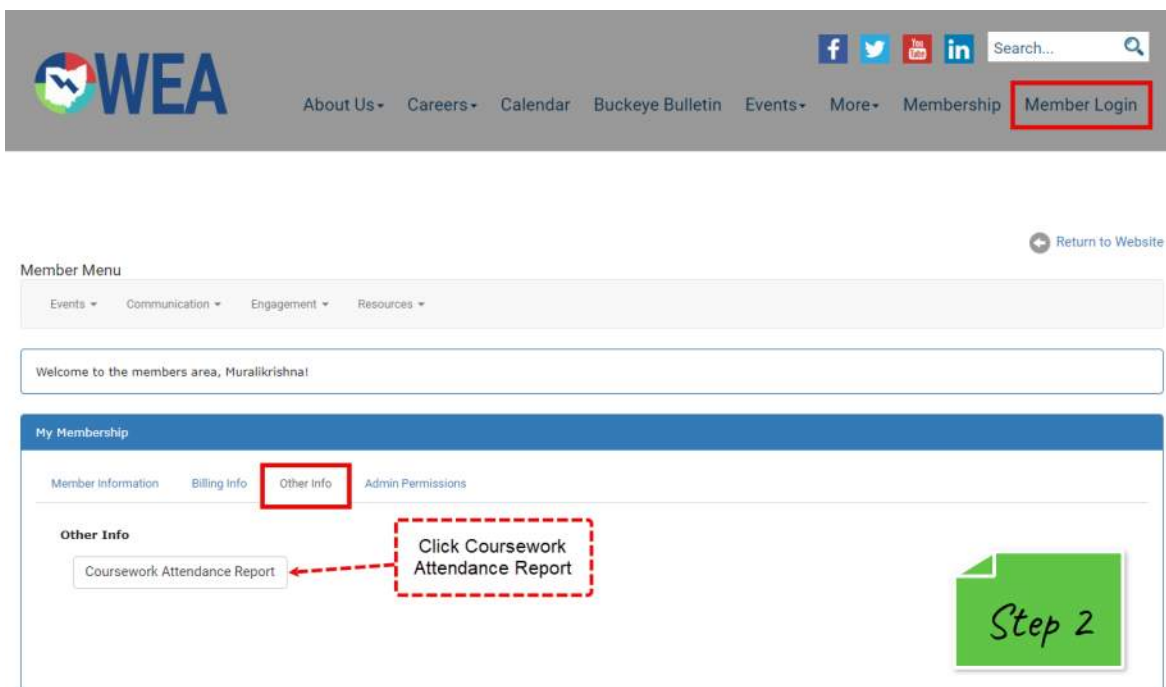 Search...
OWEA
About Us Careers Calendar Buckeye Bulletin Events More Membership Member Login
Return to Website
Member Menu
Events Communication Engagement Resources
Welcome to the members area, Muralikrishna!
My Membership
Member Information Billing Info Other Info Admin Permissions
Other Info
Click Coursework
Attendance Report
Coursework Attendance Report
Step 2